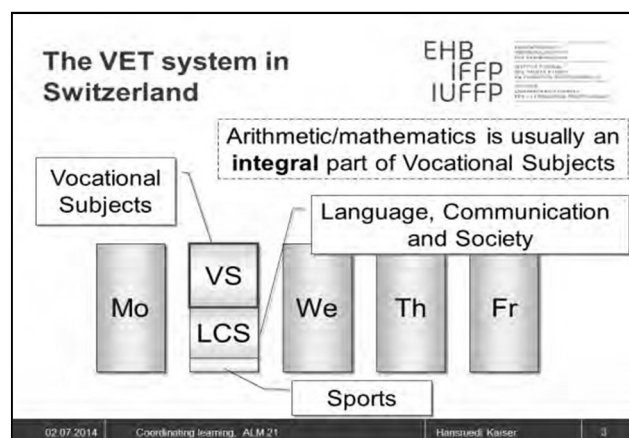 The VET system in
Switzerland
EHB
IFFP
IUFFP
Arithmetic/mathematics is usually an
integral part of Vocational Subjects
Vocational
Subjects
Language, Communication
and Society
Mo
VS
LCS
We
Th
Fr
Sports
02.07.2014
Coordinating learning, ALM 21
Hansruedi Kaiser
3